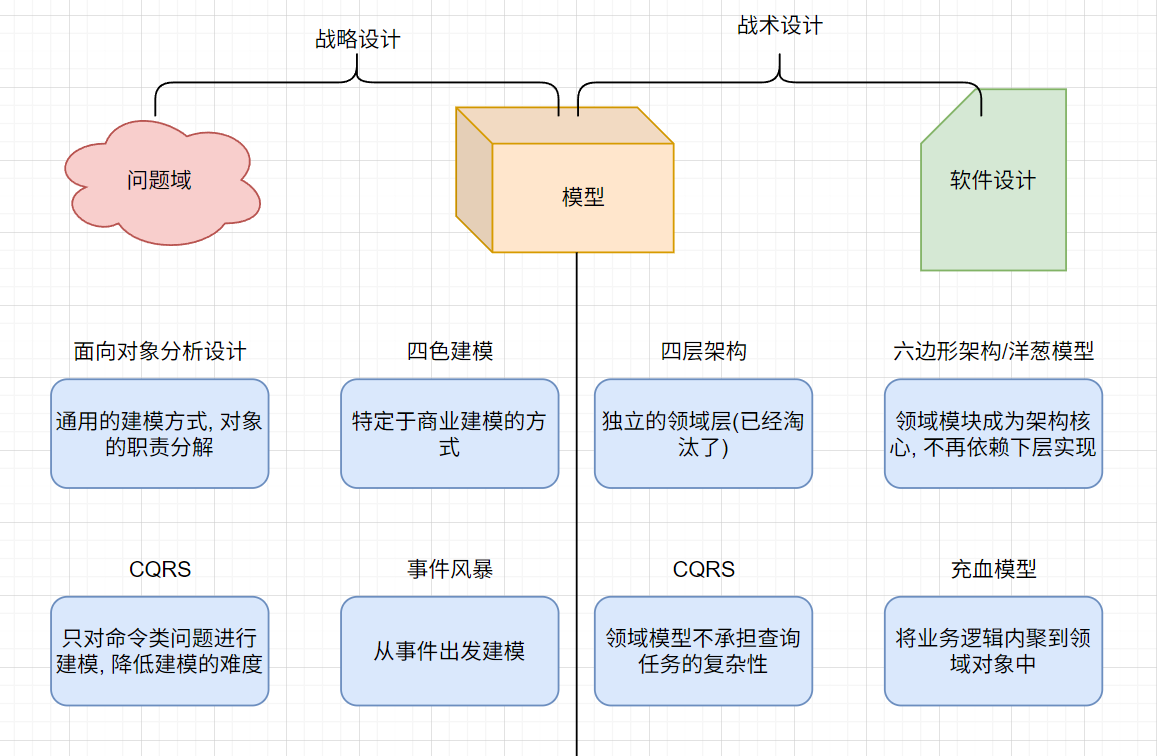 战略设计
战术设计
问题域
模型
软件设计
面向对象分析设计
四色建模
四层架构
六边形架构/洋葱模型
通用的建模方式, 对象
的职责分解
特定于商业建模的方
式
独立的领域层(已经淘
汰了)
领域模块成为架构核
心, 不再依赖下层实现
CQRS
事件风暴
CQRS
充血模型
只对命令类问题进行
建模, 降低建模的难度
从事件出发建模
领域模型不承担查询
任务的复杂性
将业务逻辑内聚到领
域对象中